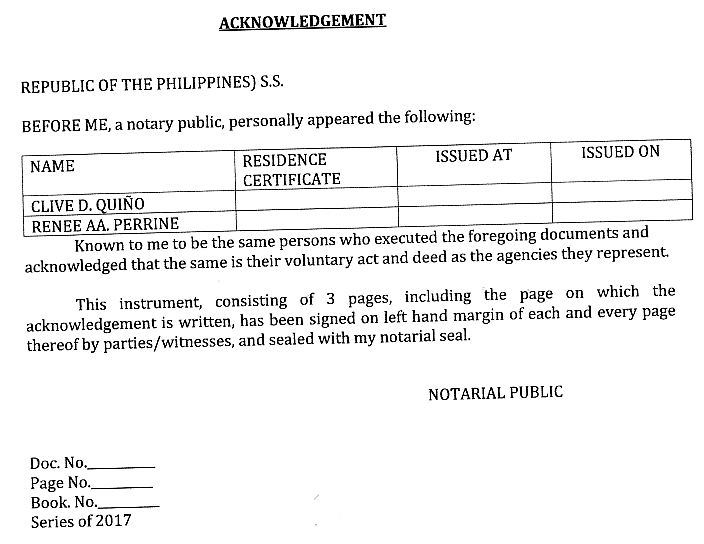 ACKNOWLEDGEMENT
REPUBLIC OF THE PHILIPPINES) S.S.
BEFORE ME, a notary public, personally appeared the following:
NAME RESIDENCE CERTIFICATE ISSUED AT ISSUED ON
CLIVE D. QUIÑO
RENEE AA. PERRINE
Known to me to be the same persons who executed the foregoing documents and
acknowledged that the same is their voluntary act and deed as the agencies they represent.
This instrument, consisting of 3 pages, including the page on which the
acknowledgement is written, has been signed on left hand margin of each and every page
thereof by parties/witnesses, and sealed with my notarial seal.
NOTARIAL PUBLIC
Doc. No.__________
Page No.__________
Book. No.__________
Series of 2017